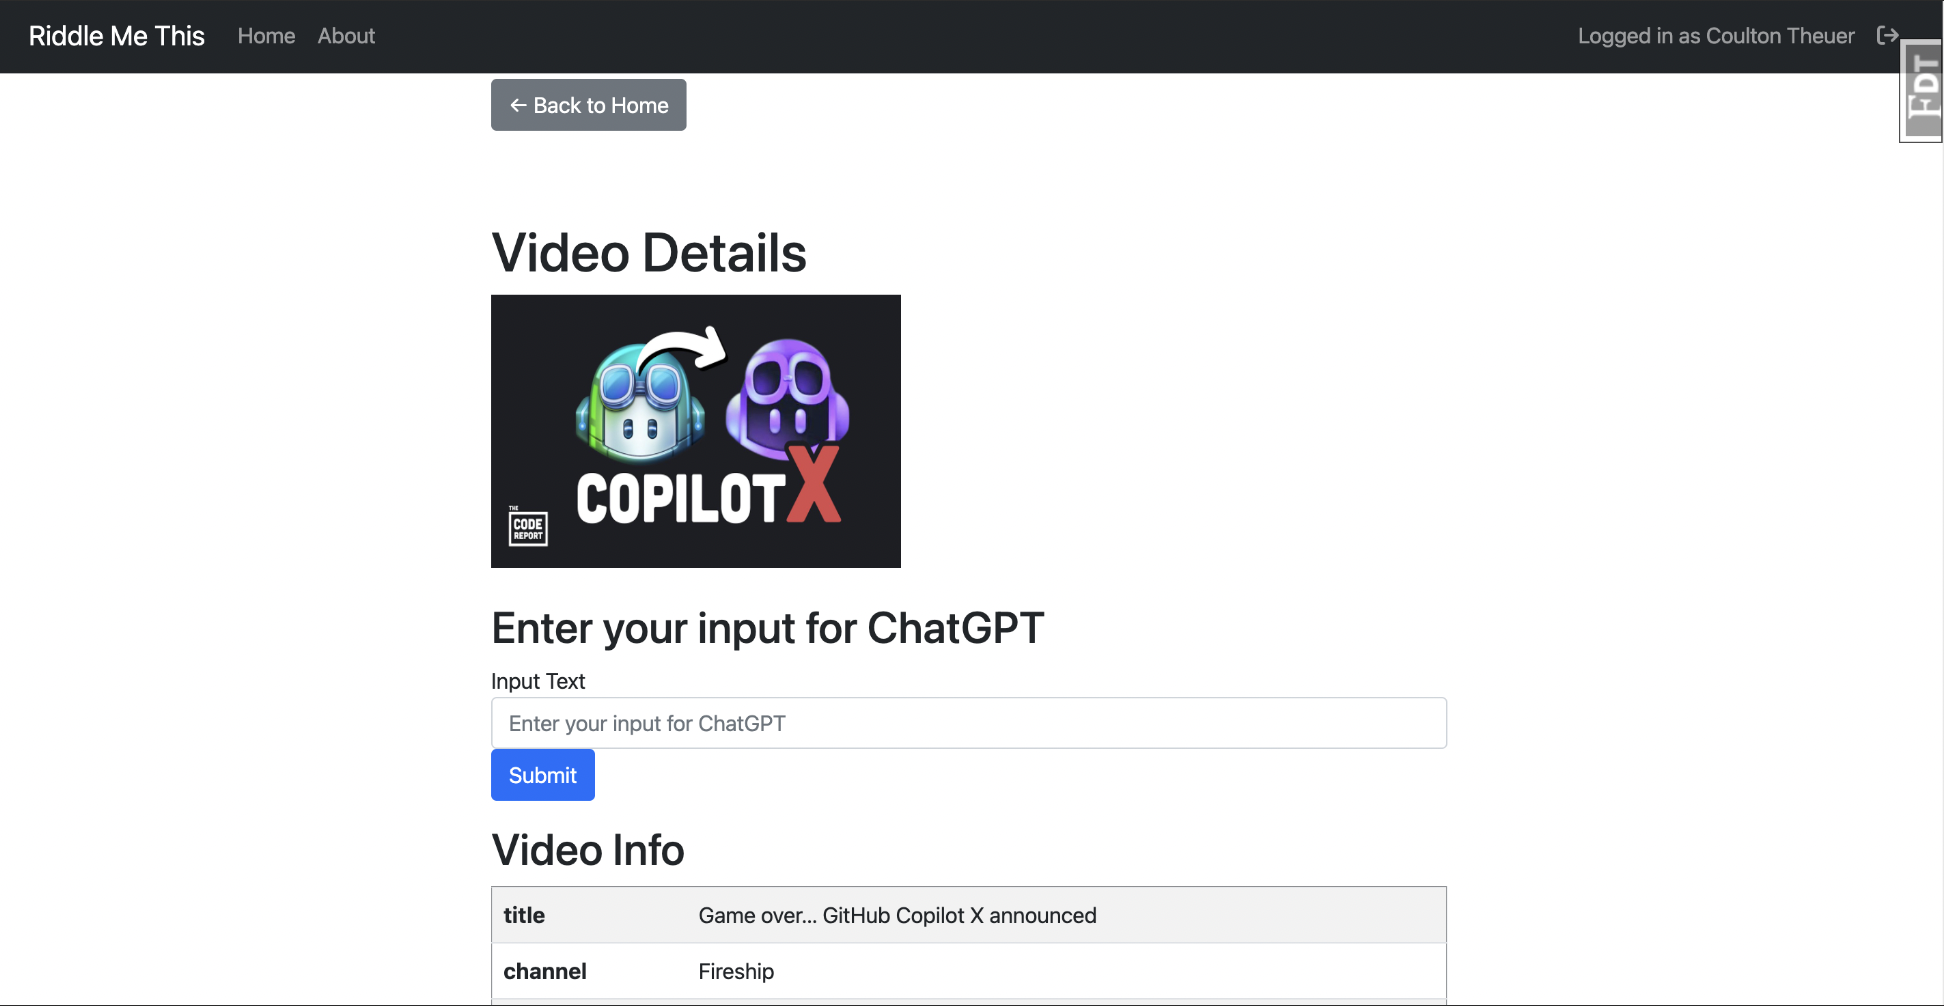 Riddle Me This Home About Logged in as Coulton Theuer
FDT
← Back to Home
Video Details
COPILOT X
THE
CODE
REPORT
Enter your input for ChatGPT
Input Text
Enter your input for ChatGPT
Submit
Video Info
title Game over... GitHub Copilot X announced
channel Fireship